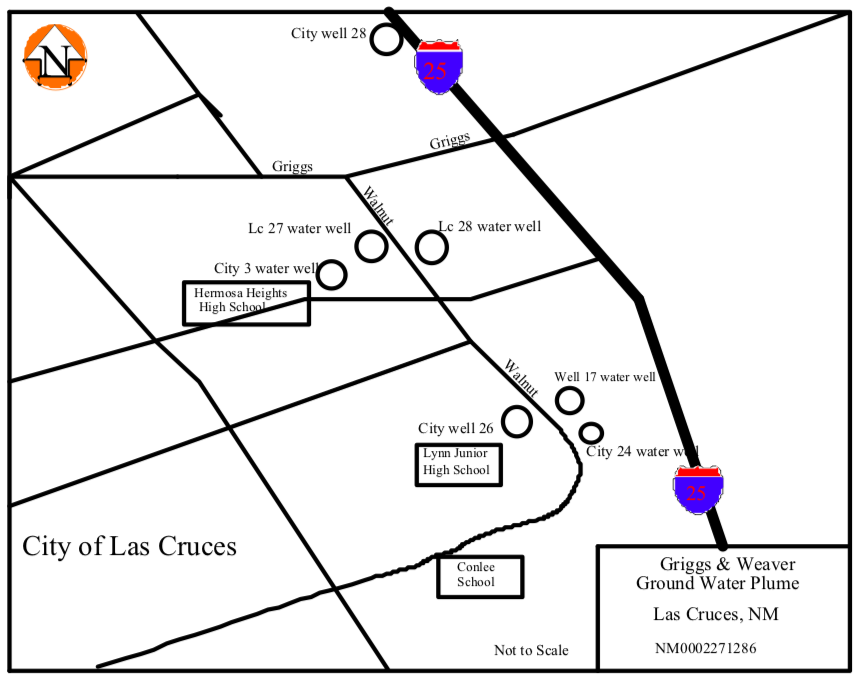 City well 28
N
25
Griggs
Griggs
Walnut
Lc 27 water well
Lc 28 water well
City 3 water well
Hermosa Heights
High School
Walnut
Well 17 water well
City well 26
City 24 water well
Lynn Junior
High School
25
City of Las Cruces
Conlee
School
Griggs & Weaver
Ground Water Plume
Las Cruces, NM
NM0002271286
Not to Scale